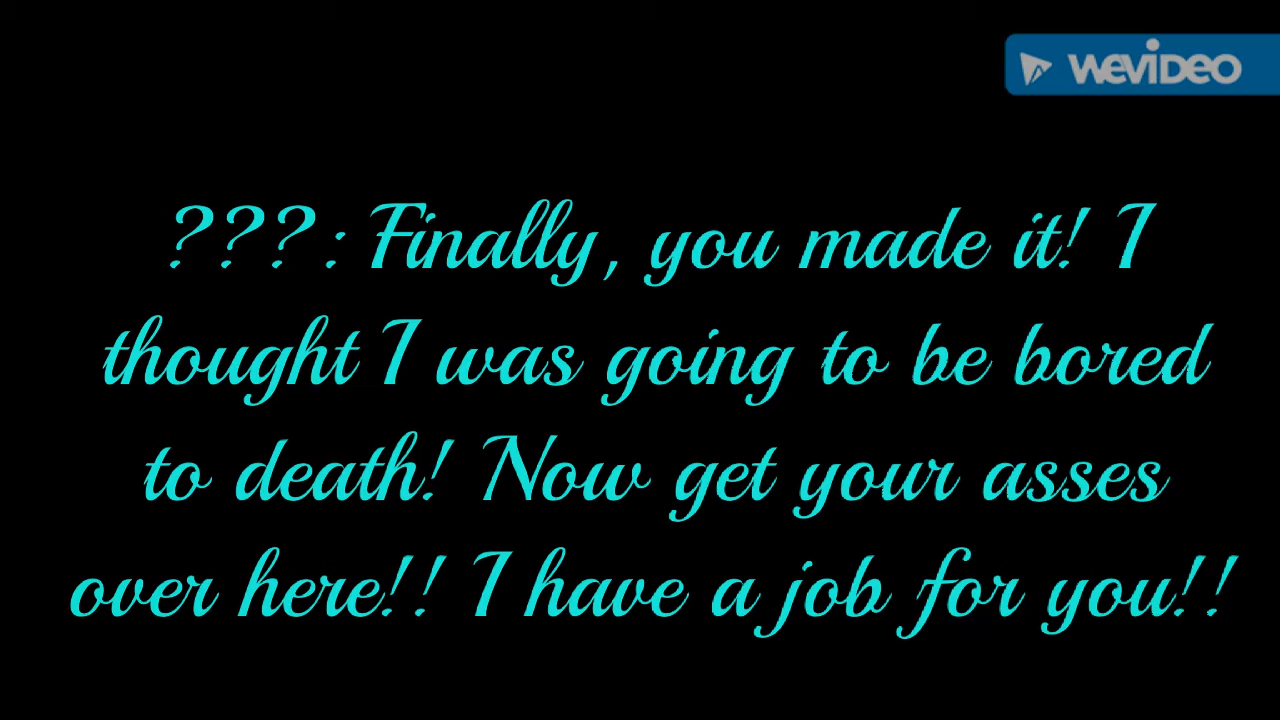 WEVIDEO
???: Finally, you made it! I
thought I was going to be bored
to death! Now get your asses
over here!! I have a job for you!!